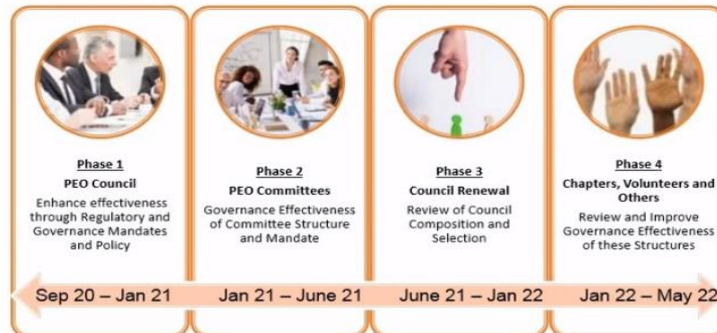 Phase 1
PEO Council
Enhance effectiveness
through Regulatory and
Governance Mandates
and Policy
Sep 20 – Jan 21
Phase 2
PEO Committees
Governance Effectiveness
of Committee Structure
and Mandate
Jan 21 – June 21
Phase 3
Council Renewal
Review of Council
Composition and
Selection
June 21 – Jan 22
Phase 4
Chapters, Volunteers and
Others
Review and Improve
Governance Effectiveness
of these Structures
Jan 22 – May 22